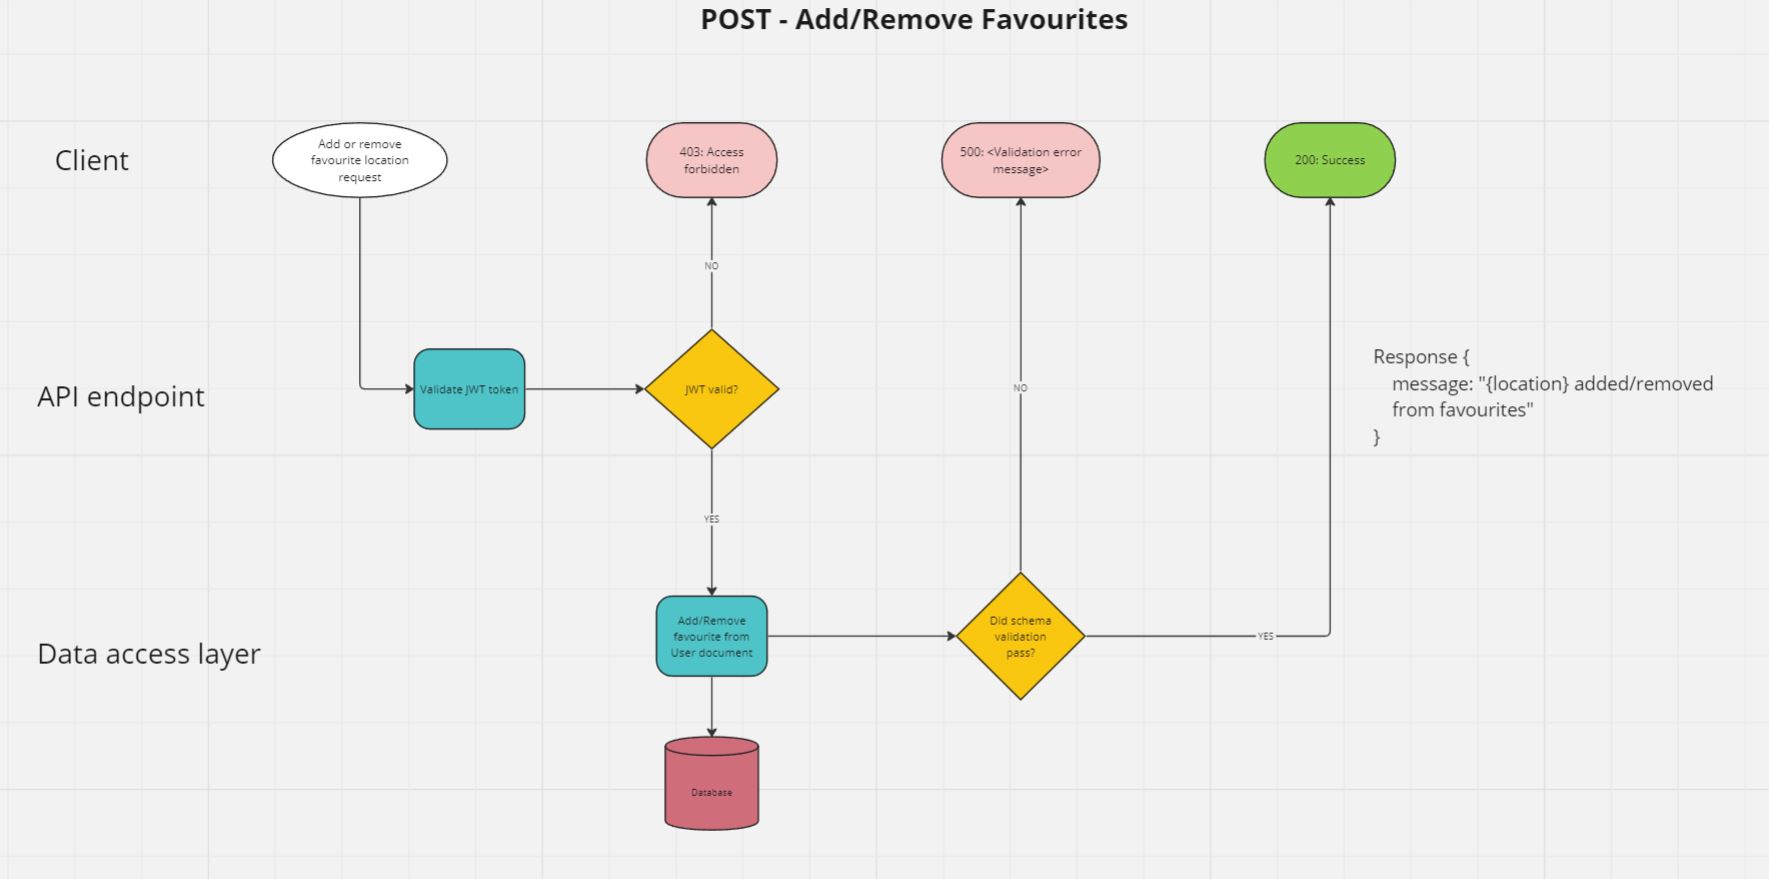 POST - Add/Remove Favourites
Client
Add or remove
favourite location
request
403: Access
forbidden
500: <Validation error
message>
200: Success
NO
API endpoint
Validate JWT token
JWT valid?
NO
Response {
message: "{location} added/removed
from favourites"
}
YES
Data access layer
Add/Remove
favourite from
User document
Did schema
validation
pass?
YES
Database